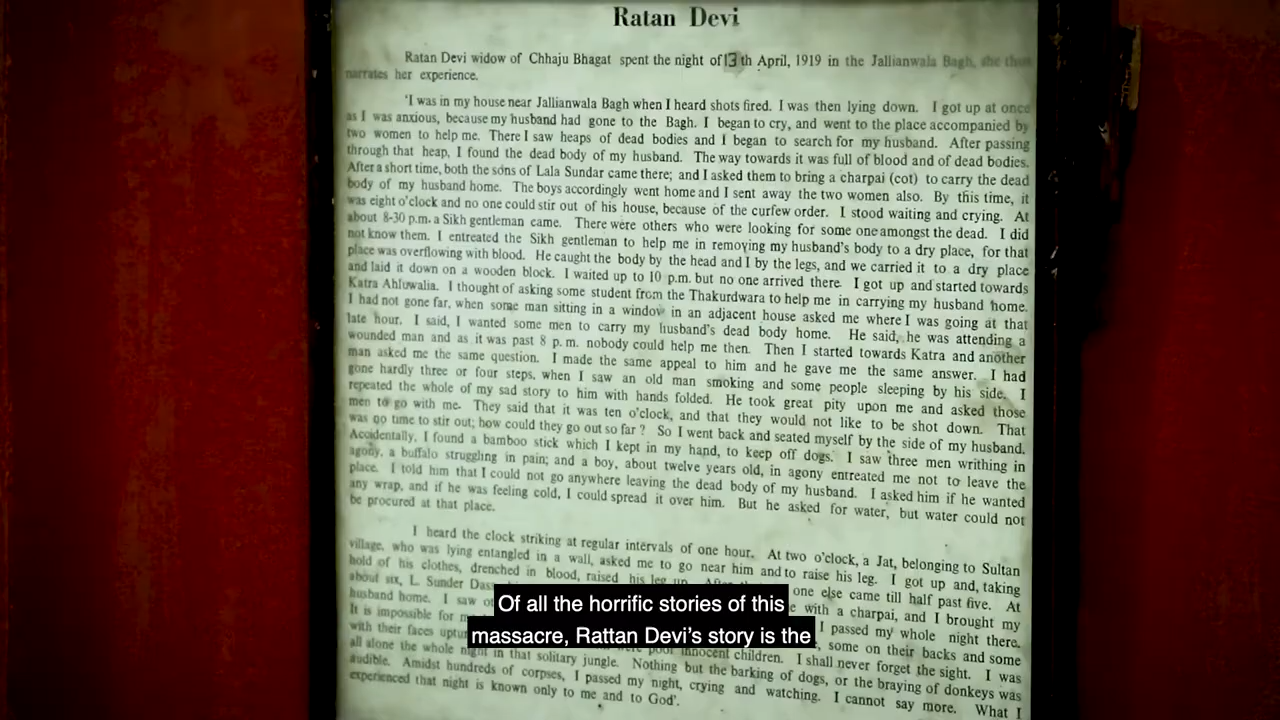 Ratan Devi
Ratan Devi widow of Chhaju Bhagat spent the night of 13 th April, 1919 in the Jallianwala Bagh, she thus
narrates her experience.
'I was in my house near Jallianwala Bagh when I heard shots fired. I was then lying down. I got up at once
as I was anxious, because my husband had gone to the Bagh. I began to cry, and went to the place accompanied by
two women to help me. There I saw heaps of dead bodies and I began to search for my husband. After passing
through that heap, I found the dead body of my husband. The way towards it was full of blood and of dead bodies.
After a short time, both the sons of Lala Sundar came there; and I asked them to bring a charpai (cot) to carry the dead
body of my husband home. The boys accordingly went home and I sent away the two women also. By this time, it
was eight o'clock and no one could stir out of his house, because of the curfew order. I stood waiting and crying. At
about 8-30 p.m. a Sikh gentleman came. There were others who were looking for some one amongst the dead. I did
not know them. I entreated the Sikh gentleman to help me in removing my husband's body to a dry place, for that
place was overflowing with blood. He caught the body by the head and I by the legs, and we carried it to a dry place
and laid it down on a wooden block. I waited up to 10 p.m. but no one arrived there. I got up and started towards
Katra Ahluwalia. I thought of asking some student from the Thakurdwara to help me in carrying my husband home.
I had not gone far, when some man sitting in a window in an adjacent house asked me where I was going at that
late hour. I said, I wanted some men to carry my husband's dead body home. He said, he was attending a
wounded man and as it was past 8 p. m. nobody could help me then. Then I started towards Katra and another
man asked me the same question. I made the same appeal to him and he gave me the same answer. I had
gone hardly three or four steps, when I saw an old man smoking and some people sleeping by his side. I
repeated the whole of my sad story to him with hands folded. He took great pity upon me and asked those
men to go with me. They said that it was ten o'clock, and that they would not like to be shot down. That
was no time to stir out; how could they go out so far ? So I went back and seated myself by the side of my husband.
Accidentally, I found a bamboo stick which I kept in my hand, to keep off dogs. I saw three men writhing in
agony, a buffalo struggling in pain; and a boy, about twelve years old, in agony entreated me not to leave the
place. I told him that I could not go anywhere leaving the dead body of my husband. I asked him if he wanted
any wrap, and if he was feeling cold, I could spread it over him. But he asked for water, but water could not
be procured at that place.
I heard the clock striking at regular intervals of one hour. At two o'clock, a Jat, belonging to Sultan
village, who was lying entangled in a wall, asked me to go near him and to raise his leg. I got up and, taking
hold of his clothes, drenched in blood, raised his leg up. one else came till half past five. At
about six, L. Sunder Dass with a charpai, and I brought my
husband home. I saw I passed my whole night there.
It is impossible for some on their backs and some
with their faces were poor innocent children. I shall never forget the sight. I was
all alone the whole night in that solitary jungle. Nothing but the barking of dogs, or the braying of donkeys was
audible. Amidst hundreds of corpses, I passed my night, crying and watching. I cannot say more. What I
experienced that night is known only to me and to God'.
Of all the horrific stories of this
massacre, Rattan Devi's story is the